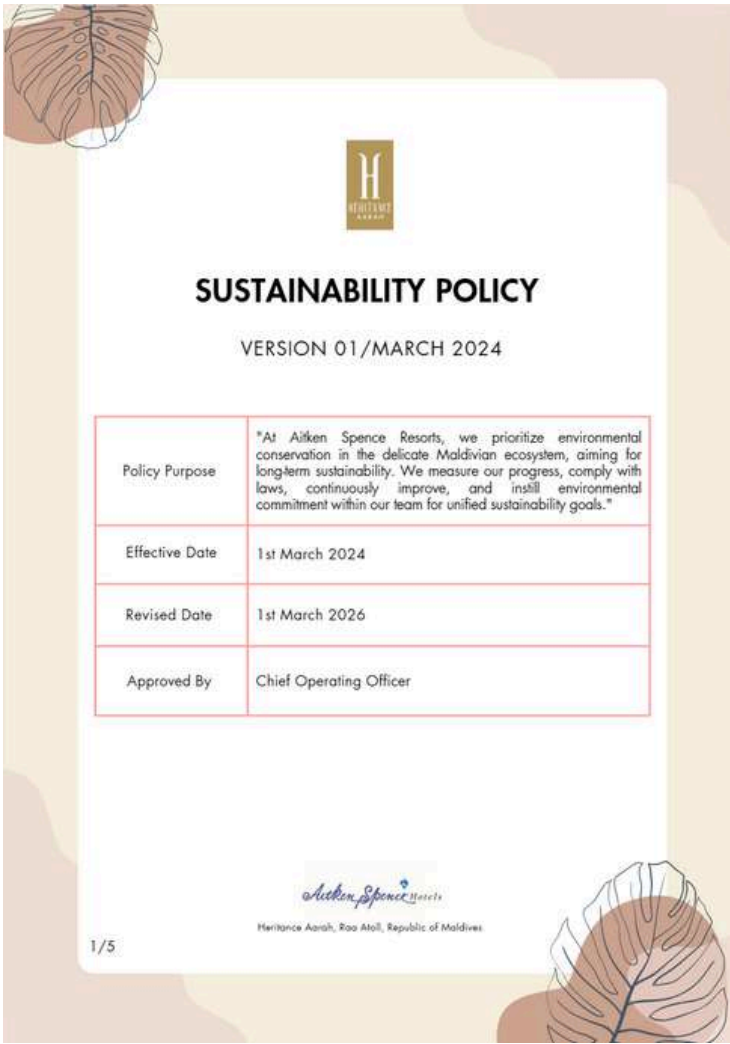 H
HERITANCE
AARAH
SUSTAINABILITY POLICY
VERSION 01/MARCH 2024
Policy Purpose
"At Aitken Spence Resorts, we prioritize environmental
conservation in the delicate Maldivian ecosystem, aiming for
long-term sustainability. We measure our progress, comply with
laws, continuously improve, and instill environmental
commitment within our team for unified sustainability goals."
Effective Date
1st March 2024
Revised Date
1st March 2026
Approved By
Chief Operating Officer
Aitken Spence Hotels
Heritance Aarah, Raa Atoll, Republic of Maldives
1/5